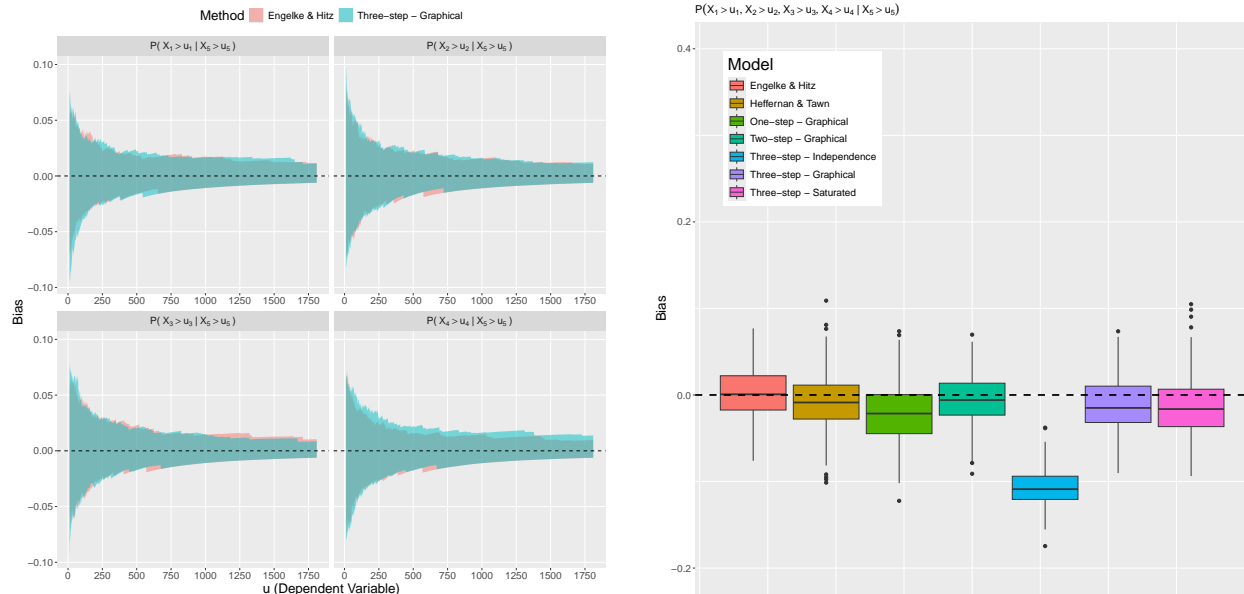 Method Engelke & Hitz Three−step − Graphical
P( X₁ > u₁ | X₅ > u₅ ) P( X₂ > u₂ | X₅ > u₅ )
0.10
0.05
0.00
−0.05
−0.10
0 250 500 750 1000 1250 1500 1750 0 250 500 750 1000 1250 1500 1750
P( X₃ > u₃ | X₅ > u₅ ) P( X₄ > u₄ | X₅ > u₅ )
0.10
0.05
0.00
−0.05
−0.10
0 250 500 750 1000 1250 1500 1750 0 250 500 750 1000 1250 1500 1750
Bias
u (Dependent Variable)
P(X₁ > u₁, X₂ > u₂, X₃ > u₃, X₄ > u₄ | X₅ > u₅)
0.4
0.2
0.0
−0.2
Bias
Model
Engelke & Hitz
Heffernan & Tawn
One−step − Graphical
Two−step − Graphical
Three−step − Independence
Three−step − Graphical
Three−step − Saturated